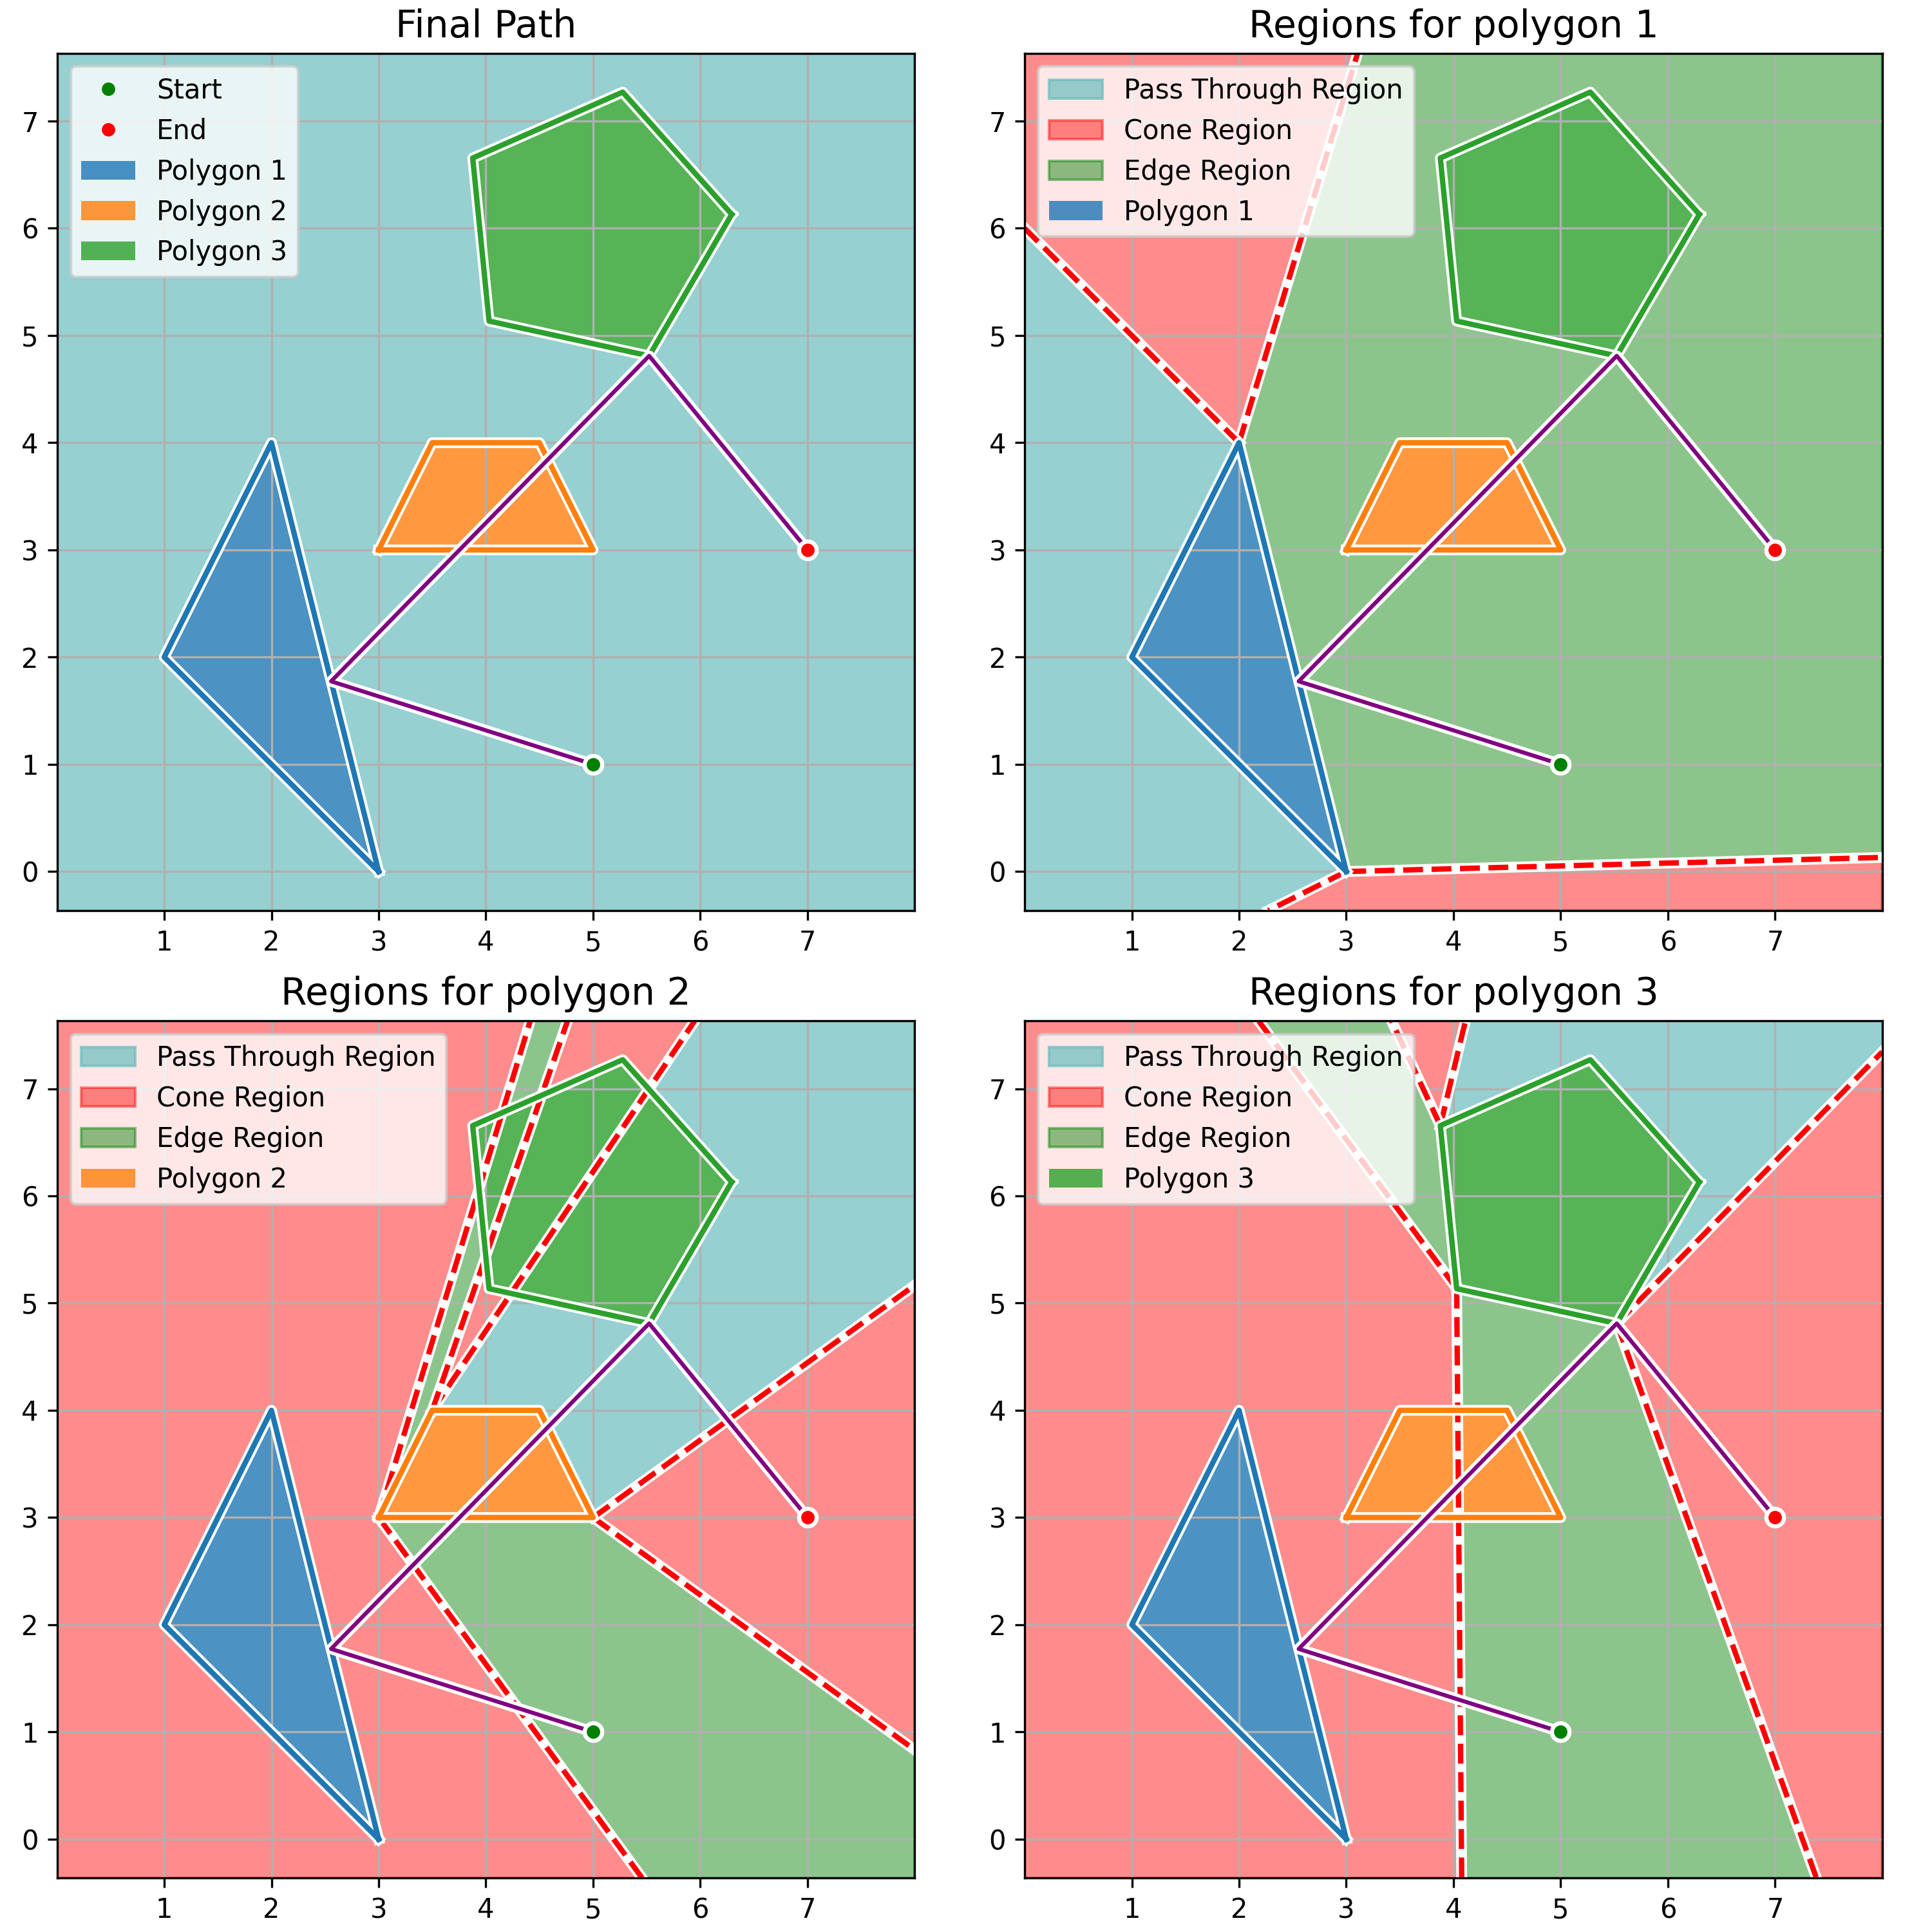 Final Path
Start
End
Polygon 1
Polygon 2
Polygon 3
7
6
5
4
3
2
1
0
1 2 3 4 5 6 7
Regions for polygon 1
Pass Through Region
Cone Region
Edge Region
Polygon 1
7
6
5
4
3
2
1
0
1 2 3 4 5 6 7
Regions for polygon 2
Pass Through Region
Cone Region
Edge Region
Polygon 2
7
6
5
4
3
2
1
0
1 2 3 4 5 6 7
Regions for polygon 3
Pass Through Region
Cone Region
Edge Region
Polygon 3
7
6
5
4
3
2
1
0
1 2 3 4 5 6 7